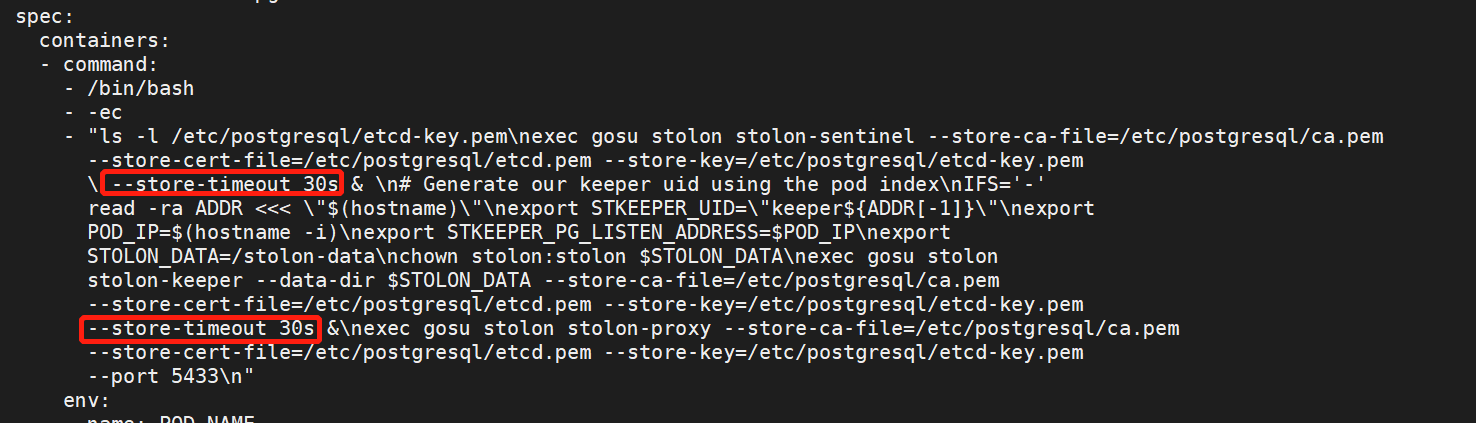 spec:
containers:
- command:
- /bin/bash
- -ec
- "ls -l /etc/postgresql/etcd-key.pem\nexec gosu stolon stolon-sentinel --store-ca-file=/etc/postgresql/ca.pem
--store-cert-file=/etc/postgresql/etcd.pem --store-key=/etc/postgresql/etcd-key.pem
\ --store-timeout 30s & \n# Generate our keeper uid using the pod index\nIFS='-'
read -ra ADDR <<< \"$(hostname)\"\nexport STKEEPER_UID=\"keeper${ADDR[-1]}\"\nexport
POD_IP=$(hostname -i)\nexport STKEEPER_PG_LISTEN_ADDRESS=$POD_IP\nexport
STOLON_DATA=/stolon-data\nchown stolon:stolon $STOLON_DATA\nexec gosu stolon
stolon-keeper --data-dir $STOLON_DATA --store-ca-file=/etc/postgresql/ca.pem
--store-cert-file=/etc/postgresql/etcd.pem --store-key=/etc/postgresql/etcd-key.pem
--store-timeout 30s &\nexec gosu stolon stolon-proxy --store-ca-file=/etc/postgresql/ca.pem
--store-cert-file=/etc/postgresql/etcd.pem --store-key=/etc/postgresql/etcd-key.pem
--port 5433\n"
env:
name: POD_NAME